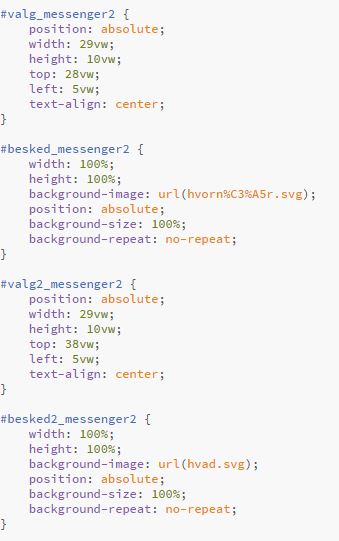 #valg_messenger2 {
    position: absolute;
    width: 29vw;
    height: 10vw;
    top: 28vw;
    left: 5vw;
    text-align: center;
}

#besked_messenger2 {
    width: 100%;
    height: 100%;
    background-image: url(hvorn%C3%A5r.svg);
    position: absolute;
    background-size: 100%;
    background-repeat: no-repeat;
}

#valg2_messenger2 {
    position: absolute;
    width: 29vw;
    height: 10vw;
    top: 38vw;
    left: 5vw;
    text-align: center;
}

#besked2_messenger2 {
    width: 100%;
    height: 100%;
    background-image: url(hvad.svg);
    position: absolute;
    background-size: 100%;
    background-repeat: no-repeat;
}